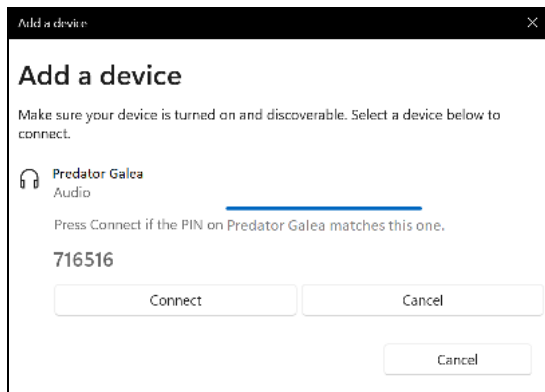 Add a device
Add a device
Make sure your device is turned on and discoverable. Select a device below to
connect.
Predator Galea
Audio
Press Connect if the PIN on Predator Galea matches this one.
716516
Connect
Cancel
Cancel